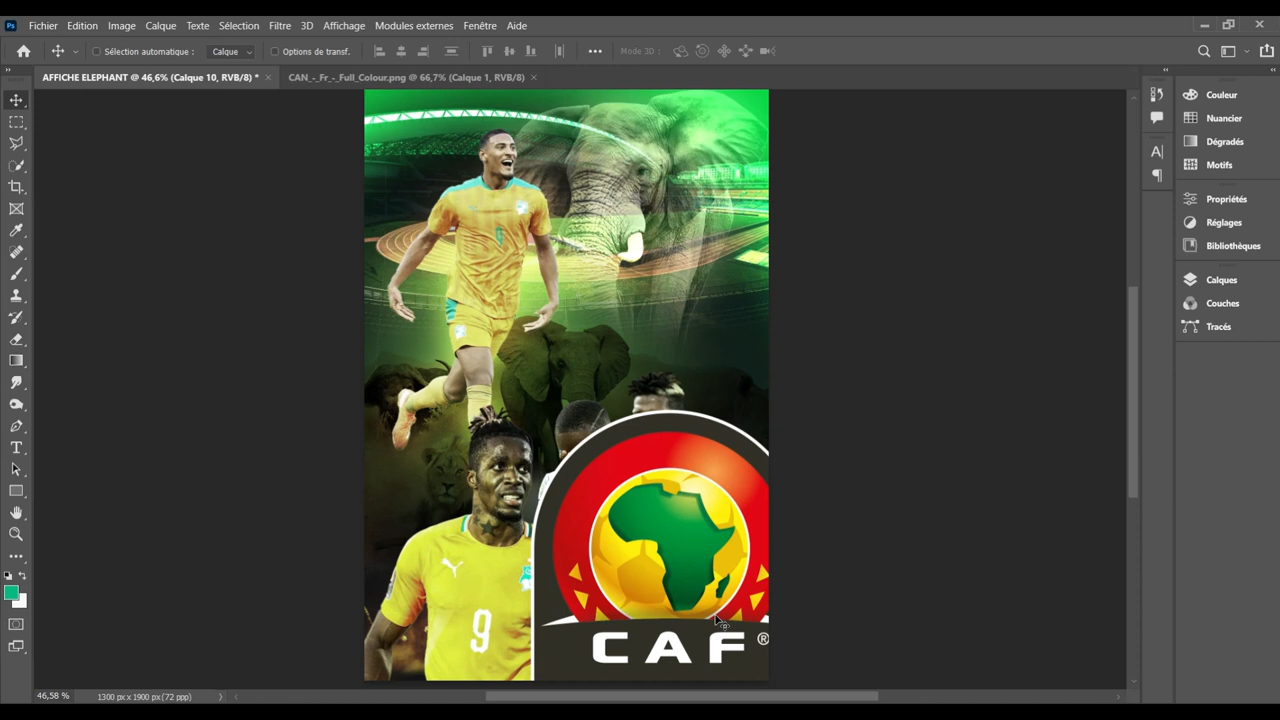 Ps Fichier Edition Image Calque Texte Sélection Filtre 3D Affichage Modules externes Fenêtre Aide
Sélection automatique : Calque Options de transf. ••• Mode 3D :
AFFICHE ELEPHANT @ 46,6% (Calque 10, RVB/8) * CAN_-_Fr_-_Full_Colour.png @ 66,7% (Calque 1, RVB/8)
Couleur
Nuancier
Dégradés
Motifs
Propriétés
Réglages
Bibliothèques
Calques
Couches
Tracés
9
CAF®
46,58 % 1300 px x 1900 px (72 ppp)